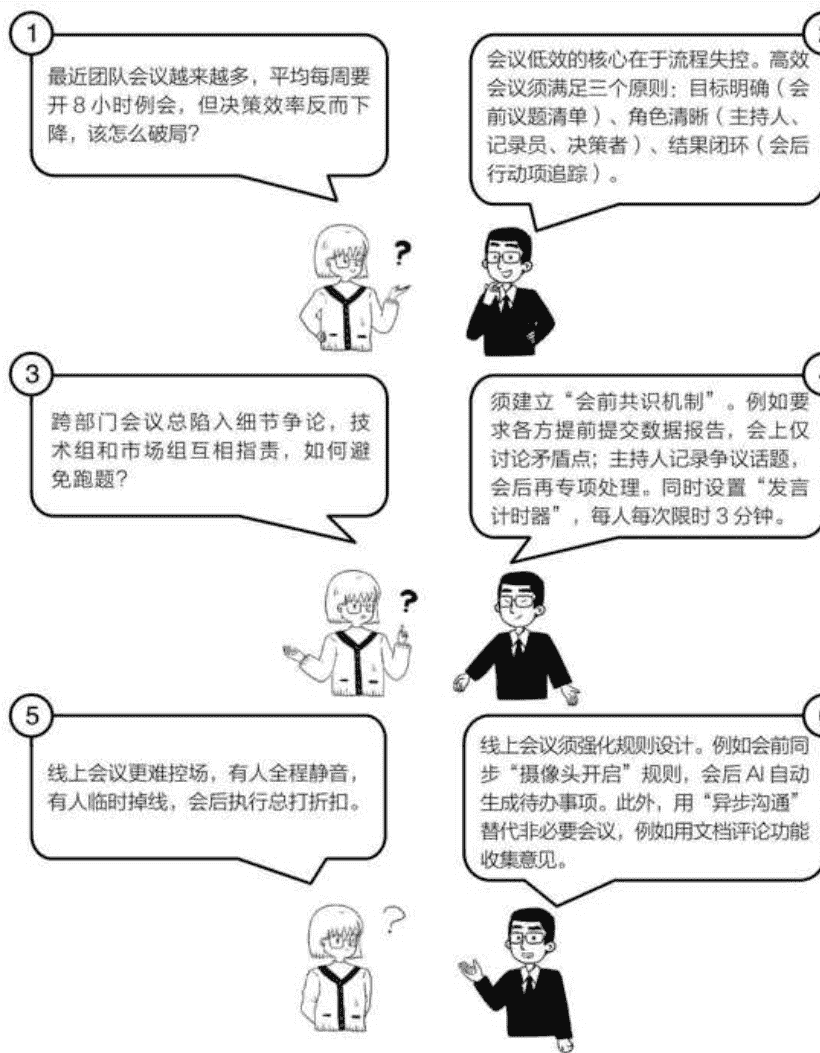 1
最近团队会议越来越多，平均每周要
开8小时例会，但决策效率反而下
降，该怎么破局？
会议低效的核心在于流程失控。高效
会议须满足三个原则：目标明确（会
前议题清单）、角色清晰（主持人、
记录员、决策者）、结果闭环（会后
行动项追踪）。
?
3
跨部门会议总陷入细节争论，技
术组和市场组互相指责，如何避
免跑题？
须建立“会前共识机制”。例如要
求各方提前提交数据报告，会上仅
讨论矛盾点；主持人记录争议话题，
会后再专项处理。同时设置“发言
计时器”，每人每次限时3分钟。
?
5
线上会议更难控场，有人全程静音，
有人临时掉线，会后执行总打折扣。
线上会议须强化规则设计。例如会前同
步“摄像头开启”规则，会后AI自动
生成待办事项。此外，用“异步沟通”
替代非必要会议，例如用文档评论功能
收集意见。
?